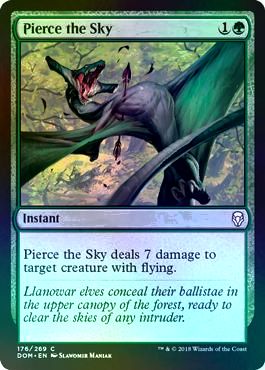 Pierce the Sky 1
Instant
Pierce the Sky deals 7 damage to
target creature with flying.
Llanowar elves conceal their ballistae in
the upper canopy of the forest, ready to
clear the skies of any intruder.
176/269 C
DOM • EN SLAWOMIR MANIAK
™ & © 2018 Wizards of the Coast